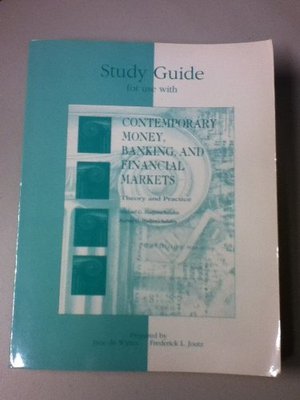 Study Guide
for use with
CONTEMPORARY
MONEY,
BANKING, AND
FINANCIAL
MARKETS
Theory and Practice
Prepared by
Frederick L. Joutz